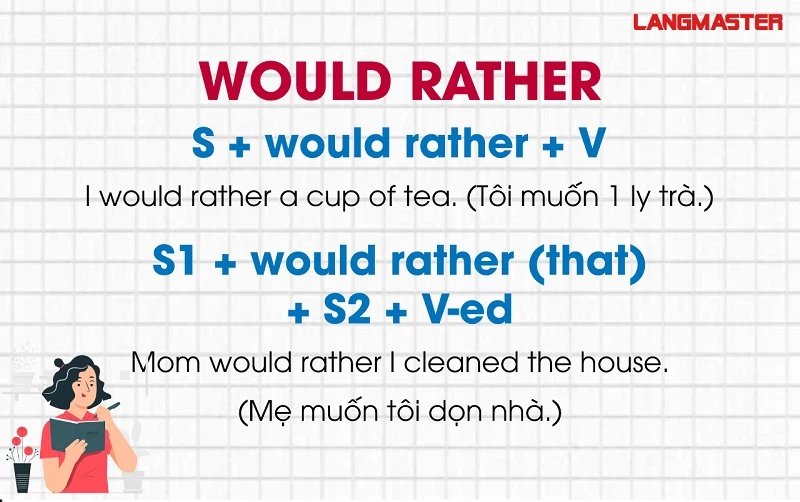 LANGMASTER
WOULD RATHER
S + would rather + V
I would rather a cup of tea. (Tôi muốn 1 ly trà.)
S1 + would rather (that)
+ S2 + V-ed
Mom would rather I cleaned the house.
(Mẹ muốn tôi dọn nhà.)